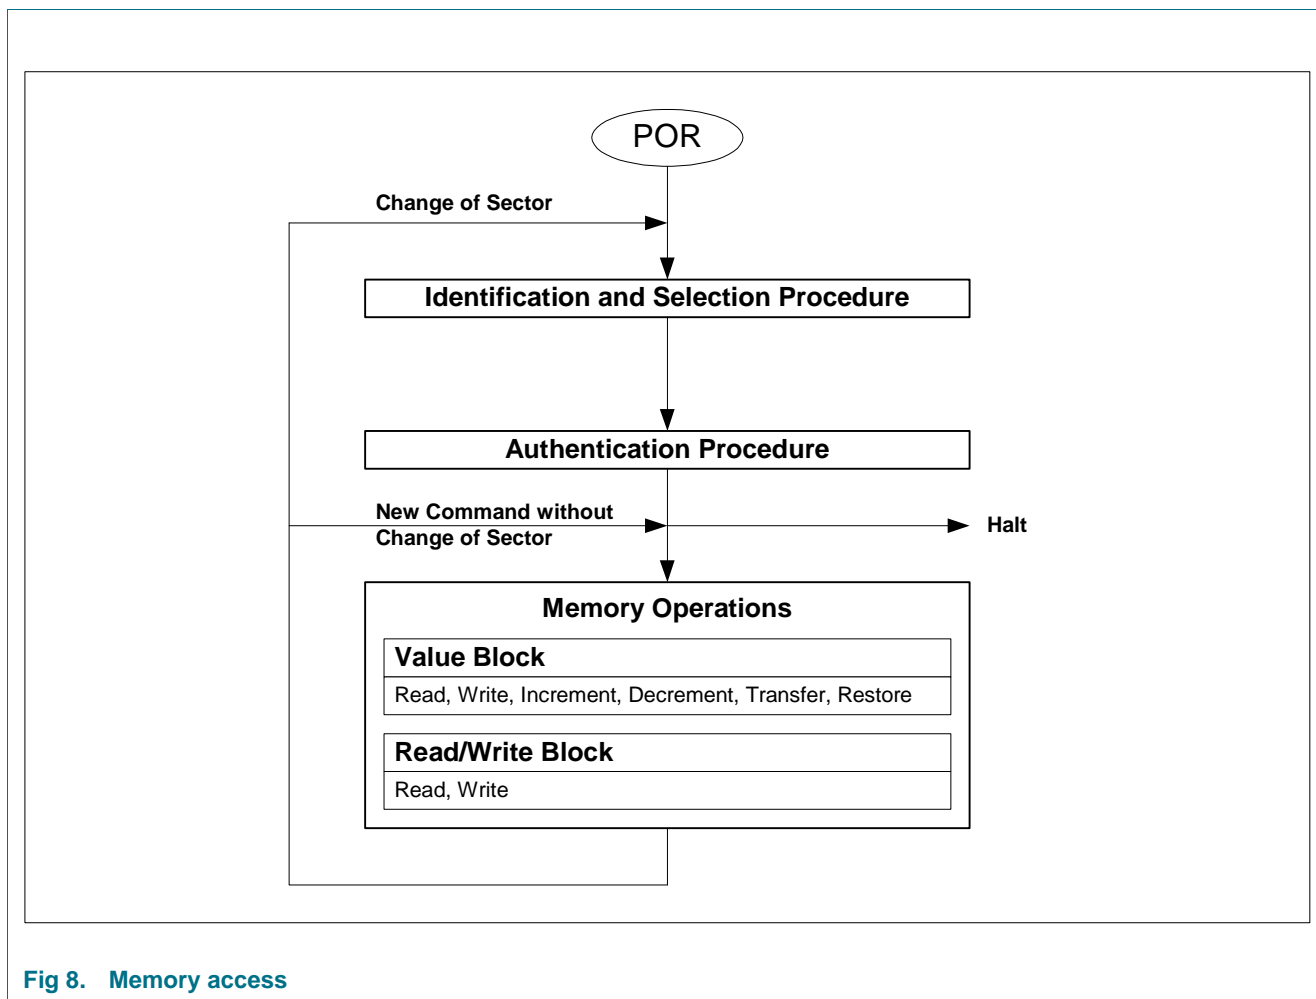 POR
Change of Sector
Identification and Selection Procedure
Authentication Procedure
New Command without
Change of Sector
Halt
Memory Operations
Value Block
Read, Write, Increment, Decrement, Transfer, Restore
Read/Write Block
Read, Write
Fig 8. Memory access